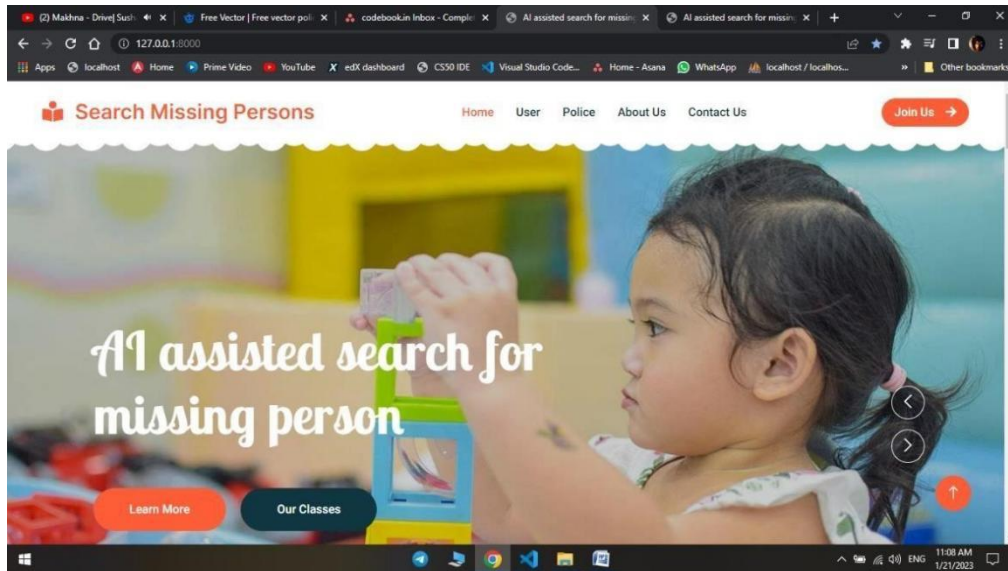 (2) Makhna - Drive| Sush
Free Vector | Free vector poli
codebook.in Inbox - Comple
AI assisted search for missing
AI assisted search for missin
127.0.0.1:8000
Apps
localhost
Home
Prime Video
YouTube
edX dashboard
CS50 IDE
Visual Studio Code...
Home - Asana
WhatsApp
localhost / localhos...
»
Other bookmarks
Search Missing Persons
Home
User
Police
About Us
Contact Us
Join Us
AI assisted search for
missing person
Learn More
Our Classes
ENG
11:08 AM
1/21/2023